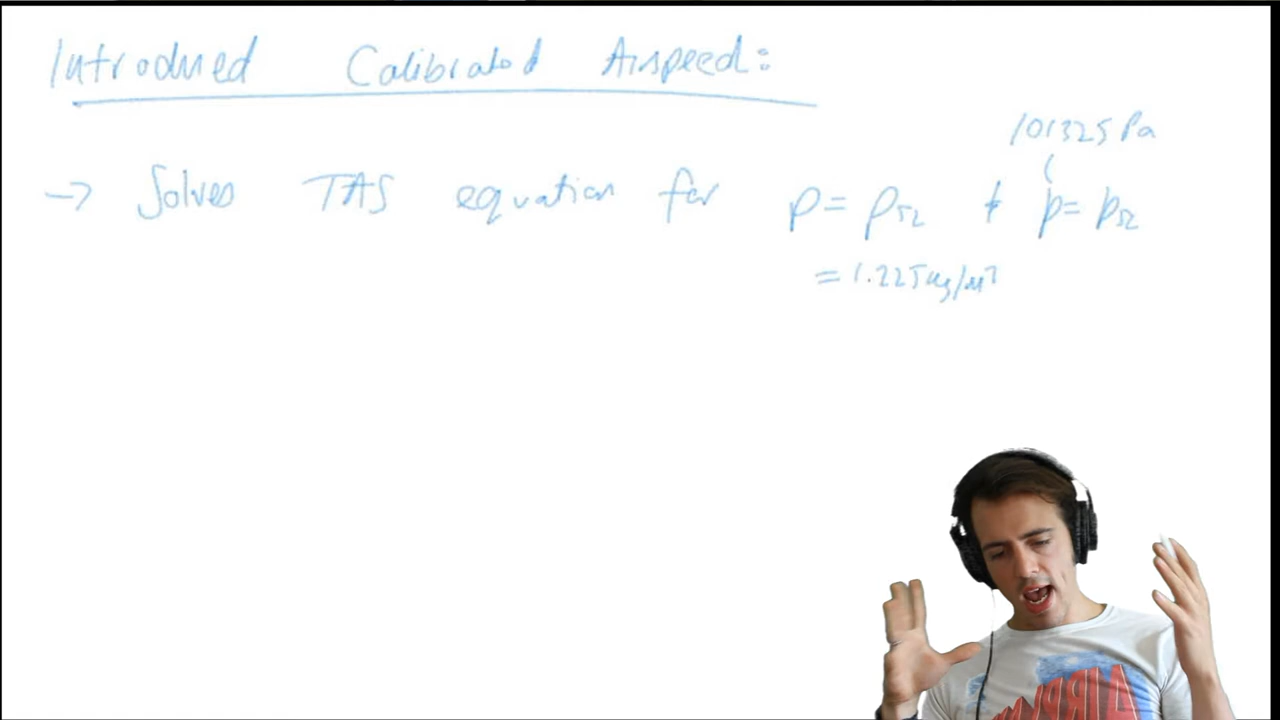 Introduced Calibrated Airspeed:
101325 Pa
→ Solves TAS equation for ρ = ρSL + p = pSL
= 1.225 kg/m³